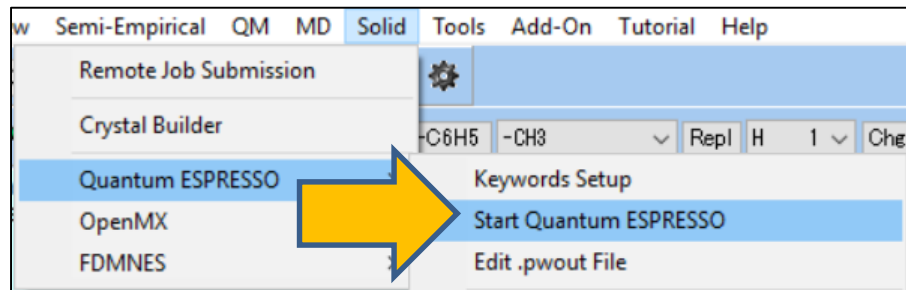 w Semi-Empirical QM MD Solid Tools Add-On Tutorial Help
Remote Job Submission
Crystal Builder
-C6H5 -CH3 Repl H 1 Chg
Quantum ESPRESSO
Keywords Setup
OpenMX
Start Quantum ESPRESSO
FDMNES
Edit .pwout File